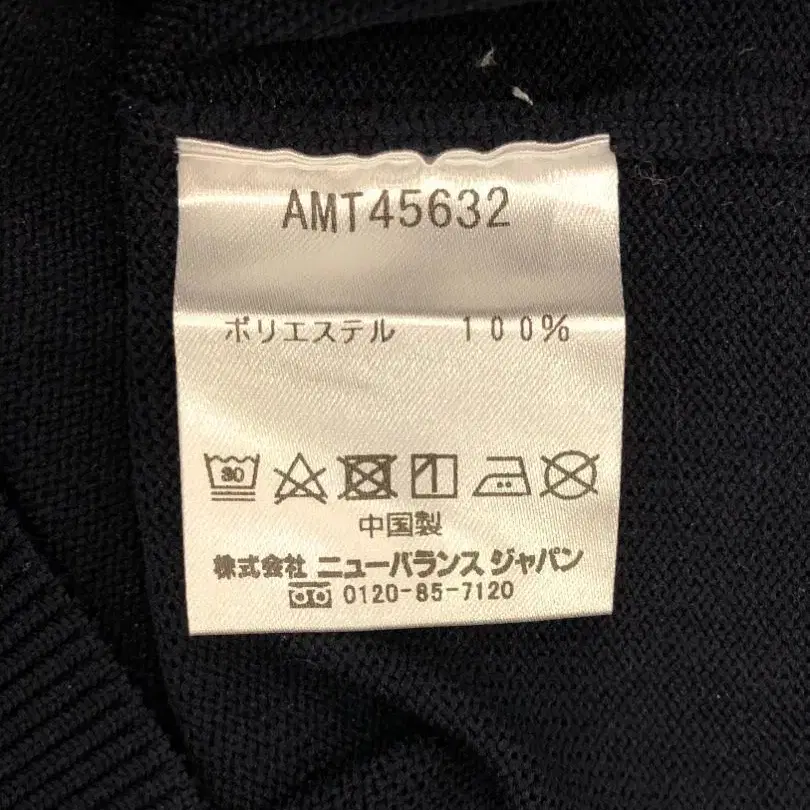 AMT45632
ポリエステル 100%
30
中国製
株式会社 ニューバランス ジャパン
0120-85-7120